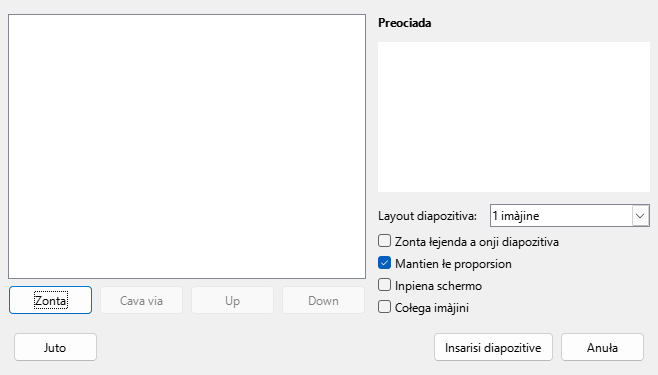 Preociada
Layout diapozitiva: 1 imàjine
Zonta łejenda a onji diapozitiva
Mantien łe proporsion
Inpiena schermo
Cołega imàjini
Zonta Cava via Up Down
Juto Insarisi diapozitive Anuła